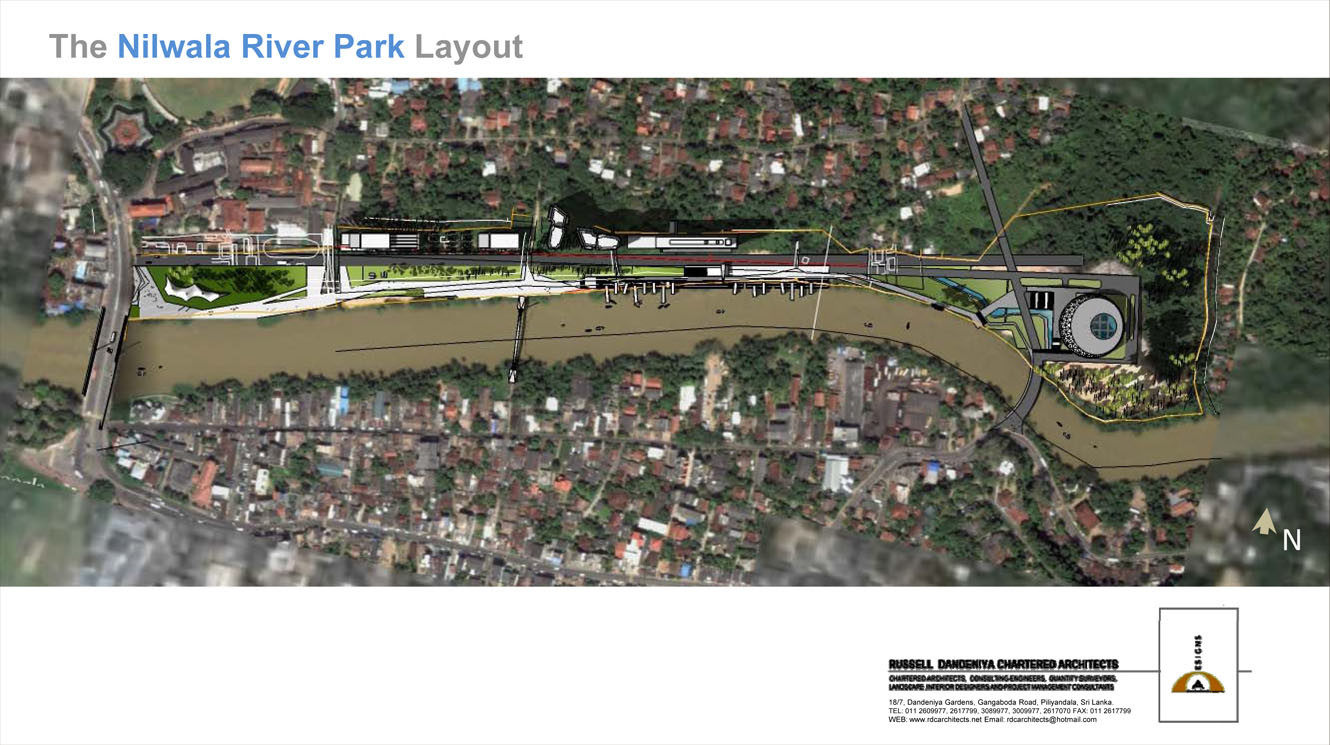 The Nilwala River Park Layout
N
RUSSELL DANDENIYA CHARTERED ARCHITECTS
CHARTERED ARCHITECTS, CONSULTING ENGINEERS, QUANTITY SURVEYORS,
LANDSCAPE, INTERIOR DESIGNERS AND PROJECT MANAGEMENT CONSULTANTS
18/7, Dandeniya Gardens, Gangaboda Road, Piliyandala, Sri Lanka.
TEL: 011 2609977, 2617799, 3089977, 3009977, 2617070 FAX: 011 2617799
WEB: www.rdcarchitects.net Email: rdcarchitects@hotmail.com
ESIGNS
A